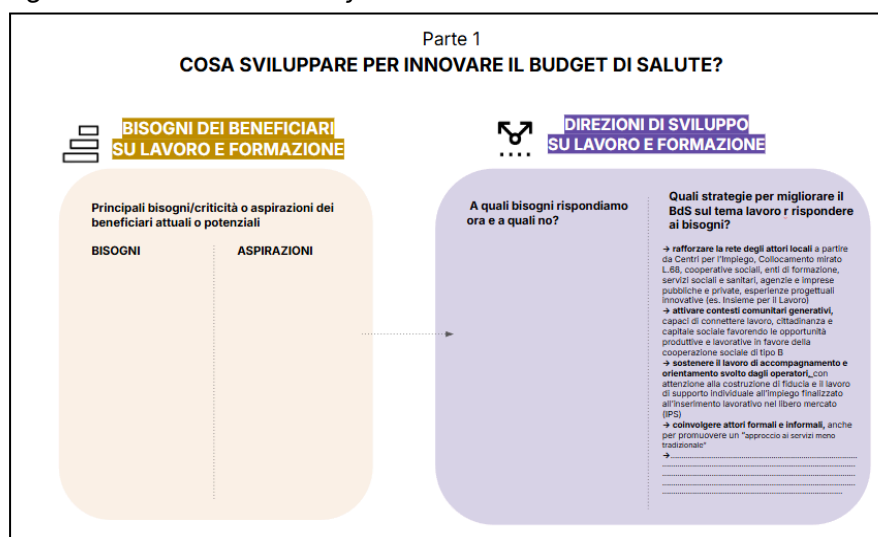 Parte 1
COSA SVILUPPARE PER INNOVARE IL BUDGET DI SALUTE?
BISOGNI DEI BENEFICIARI
SU LAVORO E FORMAZIONE
Principali bisogni/criticità o aspirazioni dei
beneficiari attuali o potenziali
BISOGNI
ASPIRAZIONI
DIREZIONI DI SVILUPPO
SU LAVORO E FORMAZIONE
A quali bisogni rispondiamo
ora e a quali no?
Quali strategie per migliorare il
BdS sul tema lavoro r rispondere
ai bisogni?
→ rafforzare la rete degli attori locali a partire
da Centri per l'Impiego, Collocamento mirato
L.68, cooperative sociali, enti di formazione,
servizi sociali e sanitari, agenzie e imprese
pubbliche e private, esperienze progettuali
innovative (es. Insieme per il Lavoro)
→ attivare contesti comunitari generativi,
capaci di connettere lavoro, cittadinanza e
capitale sociale favorendo le opportunità
produttive e lavorative in favore della
cooperazione sociale di tipo B
→ sostenere il lavoro di accompagnamento e
orientamento svolto dagli operatori, con
attenzione alla costruzione di fiducia e il lavoro
di supporto individuale all'impiego finalizzato
all'inserimento lavorativo nel libero mercato
(IPS)
→ coinvolgere attori formali e informali, anche
per promuovere un "approccio ai servizi meno
tradizionale"
→